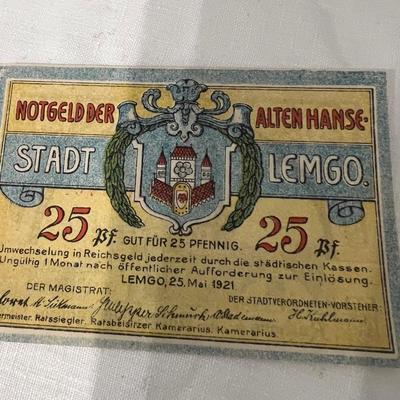 NOTGELD DER ALTEN HANSE-
STADT LEMGO.
25 Pf. GUT FÜR 25 PFENNIG. 25 Pf.
Umwechselung in Reichsgeld jederzeit durch die städtischen Kassen.
Ungültig 1 Monat nach öffentlicher Aufforderung zur Einlösung.
LEMGO, 25. MAI 1921
DER MAGISTRAT: DER STADTVERORDNETEN-VORSTEHER:
H. Kuhlmann
ermeister. Ratssiegler. Ratsbeisitzer Kamerarius. Kamerarius.